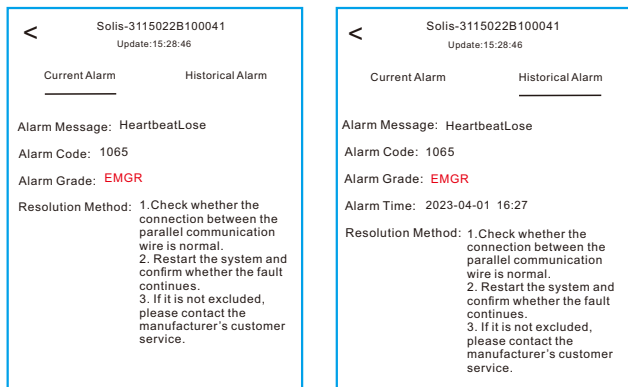 <
Solis-3115022B100041
Update:15:28:46
Current Alarm Historical Alarm
Alarm Message: HeartbeatLose
Alarm Code: 1065
Alarm Grade: EMGR
Resolution Method: 1.Check whether the
connection between the
parallel communication
wire is normal.
2. Restart the system and
confirm whether the fault
continues.
3. If it is not excluded,
please contact the
manufacturer's customer
service.
<
Solis-3115022B100041
Update:15:28:46
Current Alarm Historical Alarm
Alarm Message: HeartbeatLose
Alarm Code: 1065
Alarm Grade: EMGR
Alarm Time: 2023-04-01 16:27
Resolution Method: 1.Check whether the
connection between the
parallel communication
wire is normal.
2. Restart the system and
confirm whether the fault
continues.
3. If it is not excluded,
please contact the
manufacturer's customer
service.